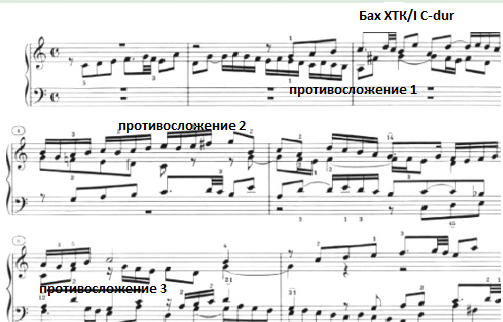 Бах ХТК/I C-dur
противосложение 1
противосложение 2
противосложение 3